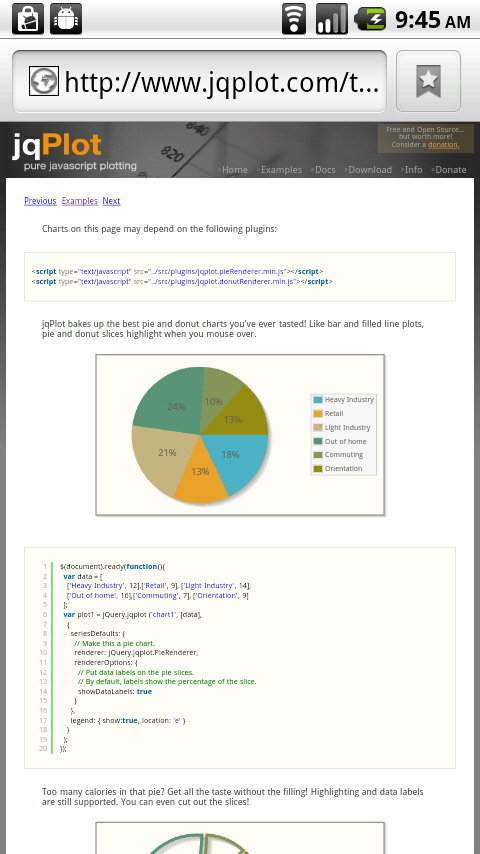 9:45 AM
http://www.jqplot.com/t...
jqPlot
pure javascript plotting
840
820
Free and Open Source...
but worth more!
Consider a donation.
Home Examples Docs Download Info Donate
Previous Examples Next
Charts on this page may depend on the following plugins:
<script type="text/javascript" src="../src/plugins/jqplot.pieRenderer.min.js"></script>
<script type="text/javascript" src="../src/plugins/jqplot.donutRenderer.min.js"></script>
jqPlot bakes up the best pie and donut charts you've ever tasted! Like bar and filled line plots,
pie and donut slices highlight when you mouse over.
24%
10%
13%
21%
18%
13%
Heavy Industry
Retail
Light Industry
Out of home
Commuting
Orientation
1 $(document).ready(function(){
2 var data = [
3 ['Heavy Industry', 12],['Retail', 9], ['Light Industry', 14],
4 ['Out of home', 16],['Commuting', 7], ['Orientation', 9]
5 ];
6 var plot1 = jQuery.jqplot ('chart1', [data],
7 {
8 seriesDefaults: {
9 // Make this a pie chart.
10 renderer: jQuery.jqplot.PieRenderer,
11 rendererOptions: {
12 // Put data labels on the pie slices.
13 // By default, labels show the percentage of the slice.
14 showDataLabels: true
15 }
16 },
17 legend: { show:true, location: 'e' }
18 }
19 );
20 });
Too many calories in that pie? Get all the taste without the filling! Highlighting and data labels
are still supported. You can even cut out the slices!